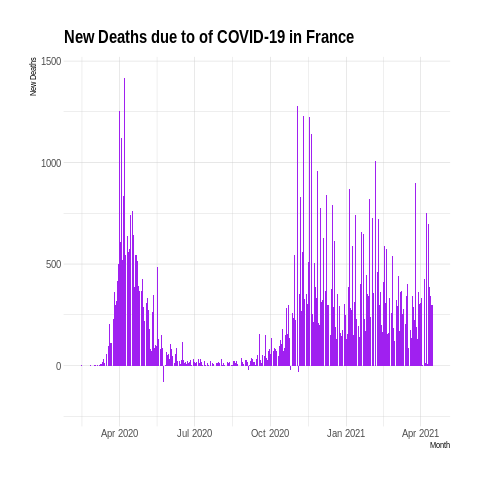 New Deaths due to of COVID-19 in France
New Deaths
1500
1000
500
0
Apr 2020 Jul 2020 Oct 2020 Jan 2021 Apr 2021
Month